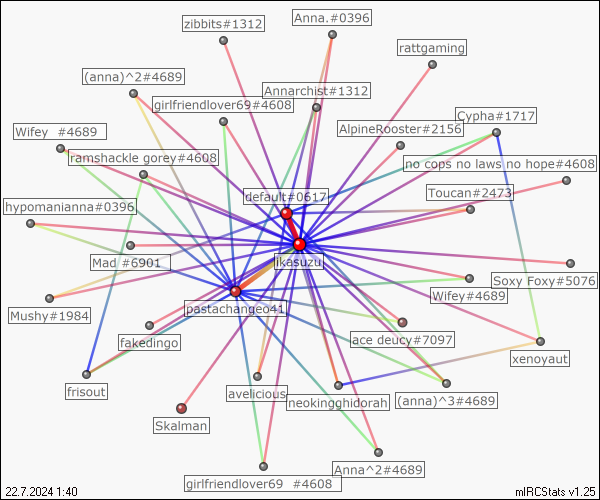 zibbits#1312
Anna.#0396
rattgaming
(anna)^2#4689
Annarchist#1312
girlfriendlover69#4608
Cypha#1717
AlpineRooster#2156
Wifey  #4689
ramshackle gorey#4608
no cops no laws no hope#4608
default#0617
Toucan#2473
hypomanianna#0396
Mad #6901
jkasuzu
Soxy Foxy#5076
Wifey#4689
pastachangeo41
Mushy#1984
fakedingo
ace deucy#7097
xenoyaut
frisout
avelicious
neokingghidorah
(anna)^3#4689
Skalman
Anna^2#4689
girlfriendlover69  #4608
22.7.2024 1:40
mIRCStats v1.25